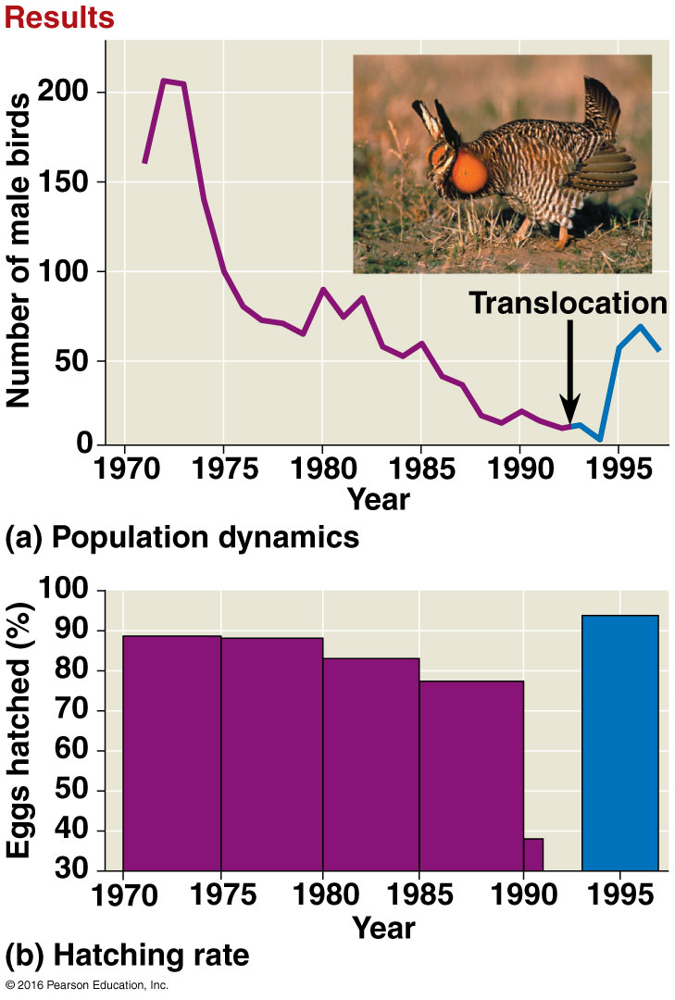 Results
Number of male birds
200
150
100
50
0
Translocation
1970 1975 1980 1985 1990 1995
Year
(a) Population dynamics
Eggs hatched (%)
100
90
80
70
60
50
40
30
1970 1975 1980 1985 1990 1995
Year
(b) Hatching rate
© 2016 Pearson Education, Inc.